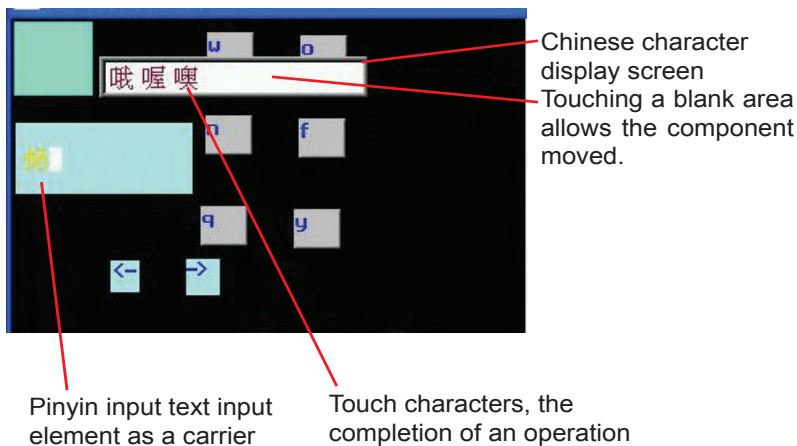 w o
哦 喔 噢
n f
畅
q y
<- ->
Chinese character
display screen
Touching a blank area
allows the component
moved.
Pinyin input text input
element as a carrier
Touch characters, the
completion of an operation